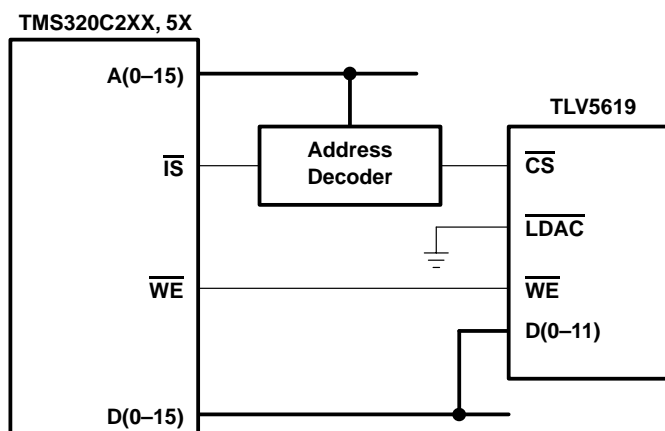 TMS320C2XX, 5X
A(0–15)
TLV5619
Address
Decoder
IS
CS
LDAC
WE
WE
D(0–11)
D(0–15)